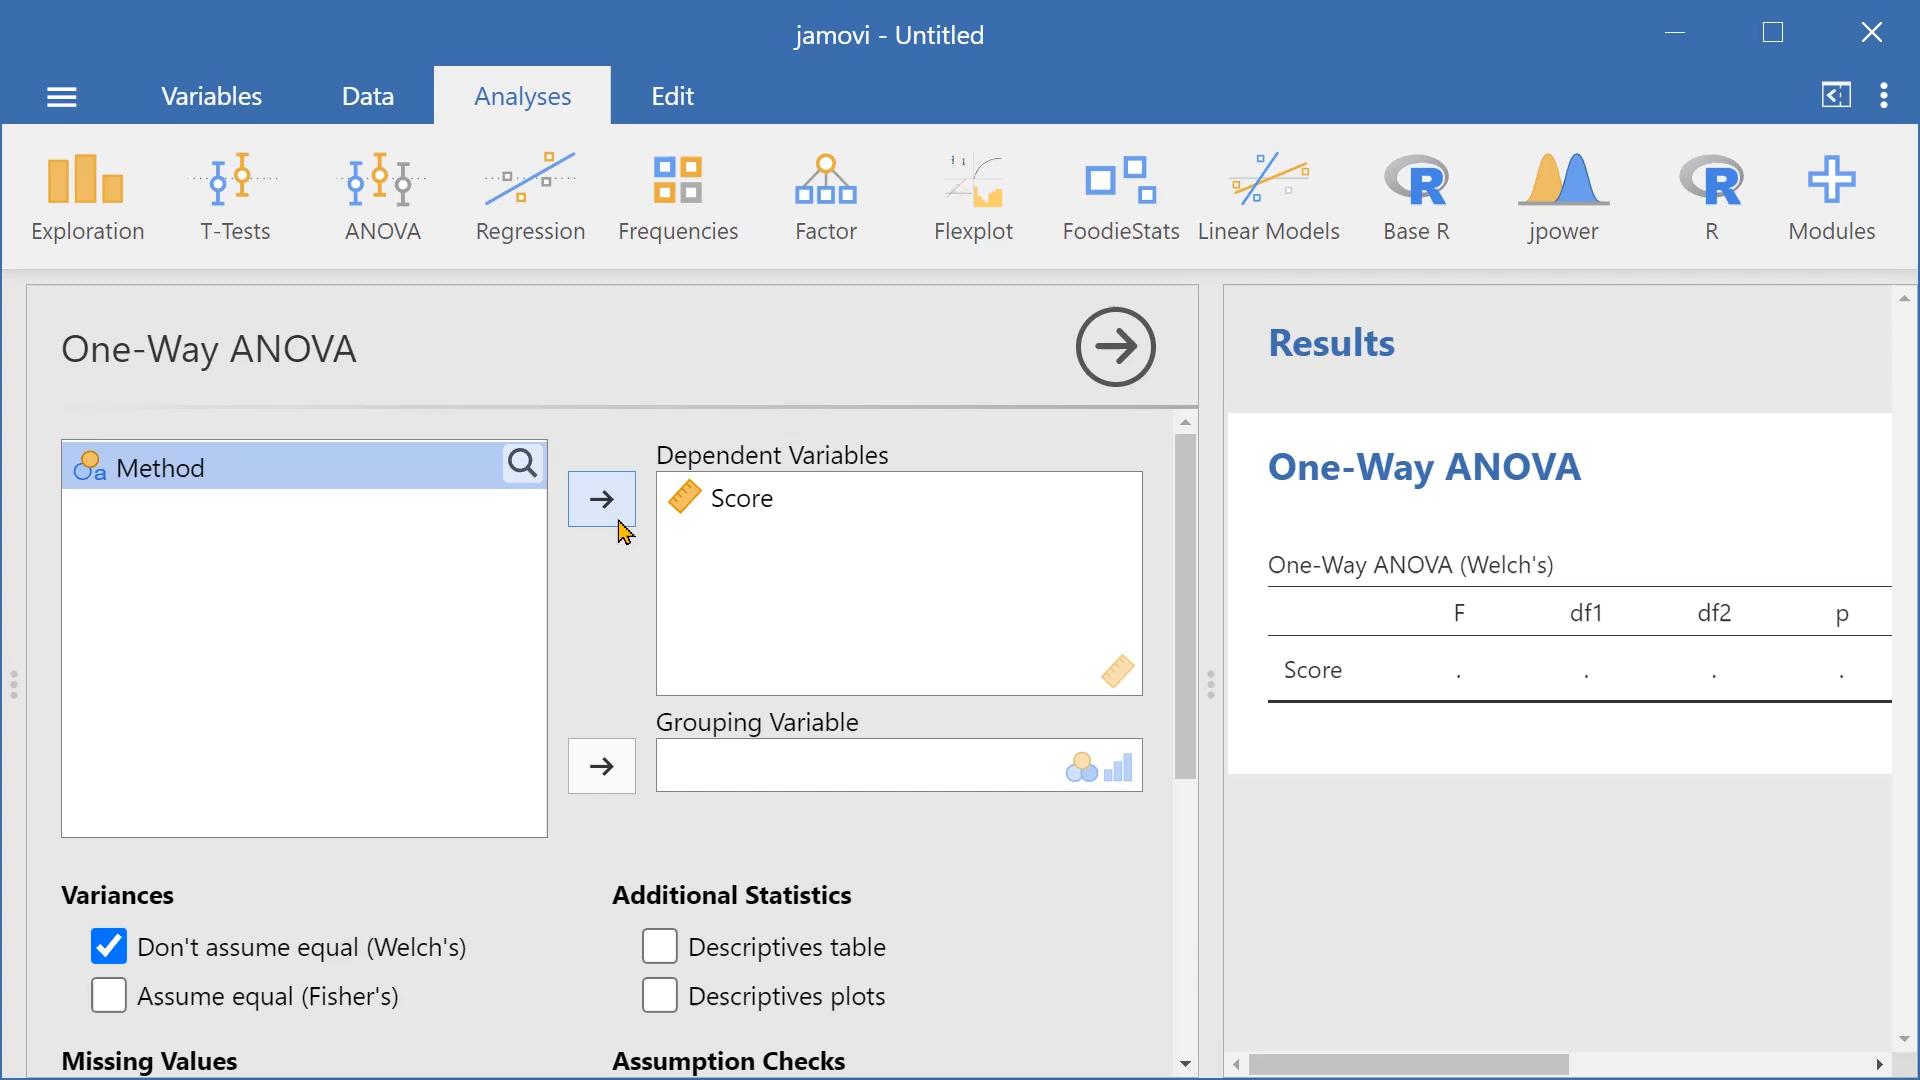 jamovi - Untitled
Variables Data Analyses Edit
Exploration T-Tests ANOVA Regression Frequencies Factor Flexplot FoodieStats Linear Models Base R jpower R Modules
One-Way ANOVA
Method
Dependent Variables
Score
Grouping Variable
Variances
Don't assume equal (Welch's)
Assume equal (Fisher's)
Missing Values
Additional Statistics
Descriptives table
Descriptives plots
Assumption Checks
Results
One-Way ANOVA
One-Way ANOVA (Welch's)
F df1 df2 p
Score . . . .